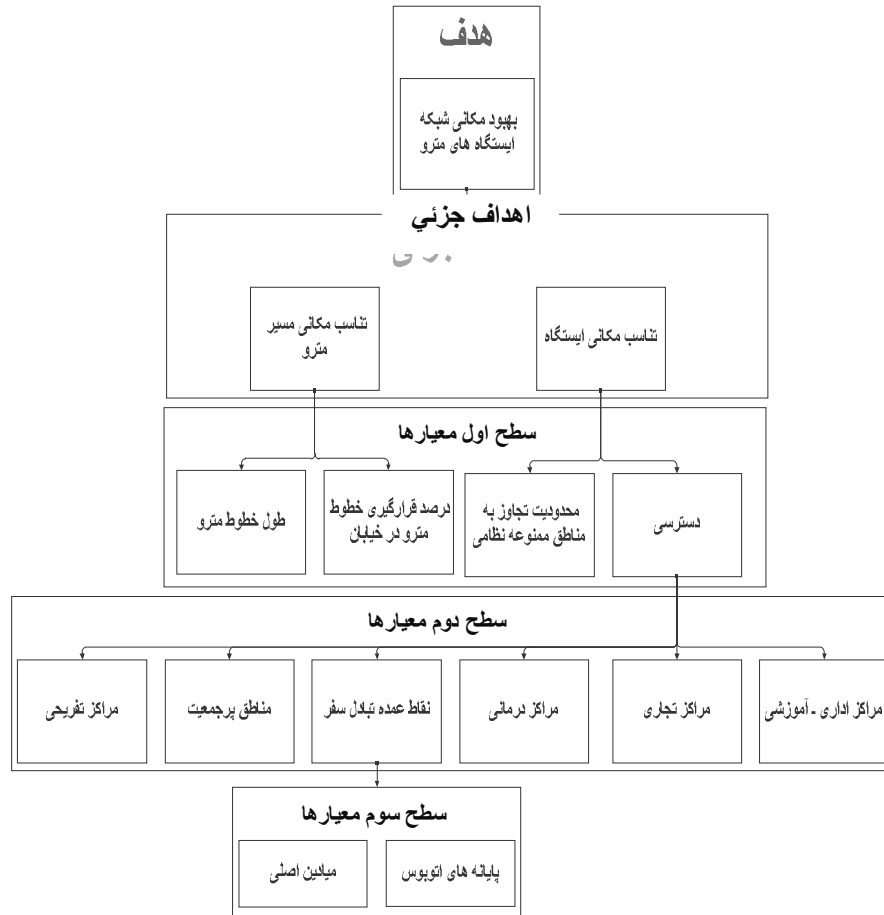 هدف
بهبود مکانی شبکه
ایستگاه های مترو
اهداف جزئي
تناسب مکانی ایستگاه
تناسب مکانی مسیر
مترو
سطح اول معیارها
دسترسی
محدودیت تجاوز به
مناطق ممنوعه نظامی
درصد قرارگیری خطوط
مترو در خیابان
طول خطوط مترو
سطح دوم معیارها
مراکز اداری ـ آموزشی
مراکز تجاری
مراکز درمانی
نقاط عمده تبادل سفر
مناطق پرجمعیت
مراکز تفریحی
سطح سوم معیارها
پایانه های اتوبوس
میادین اصلی